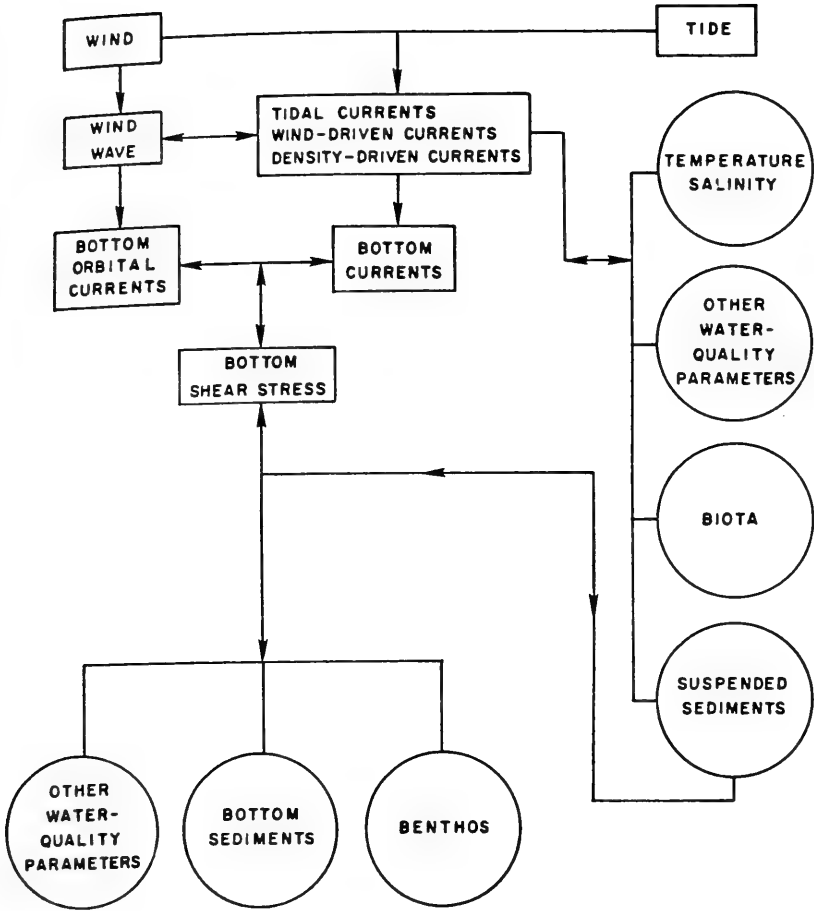 WIND
TIDE
TIDAL CURRENTS
WIND-DRIVEN CURRENTS
DENSITY-DRIVEN CURRENTS
WIND
WAVE
TEMPERATURE
SALINITY
BOTTOM
ORBITAL
CURRENTS
BOTTOM
CURRENTS
OTHER
WATER-
QUALITY
PARAMETERS
BOTTOM
SHEAR STRESS
BIOTA
SUSPENDED
SEDIMENTS
OTHER
WATER-
QUALITY
PARAMETERS
BOTTOM
SEDIMENTS
BENTHOS